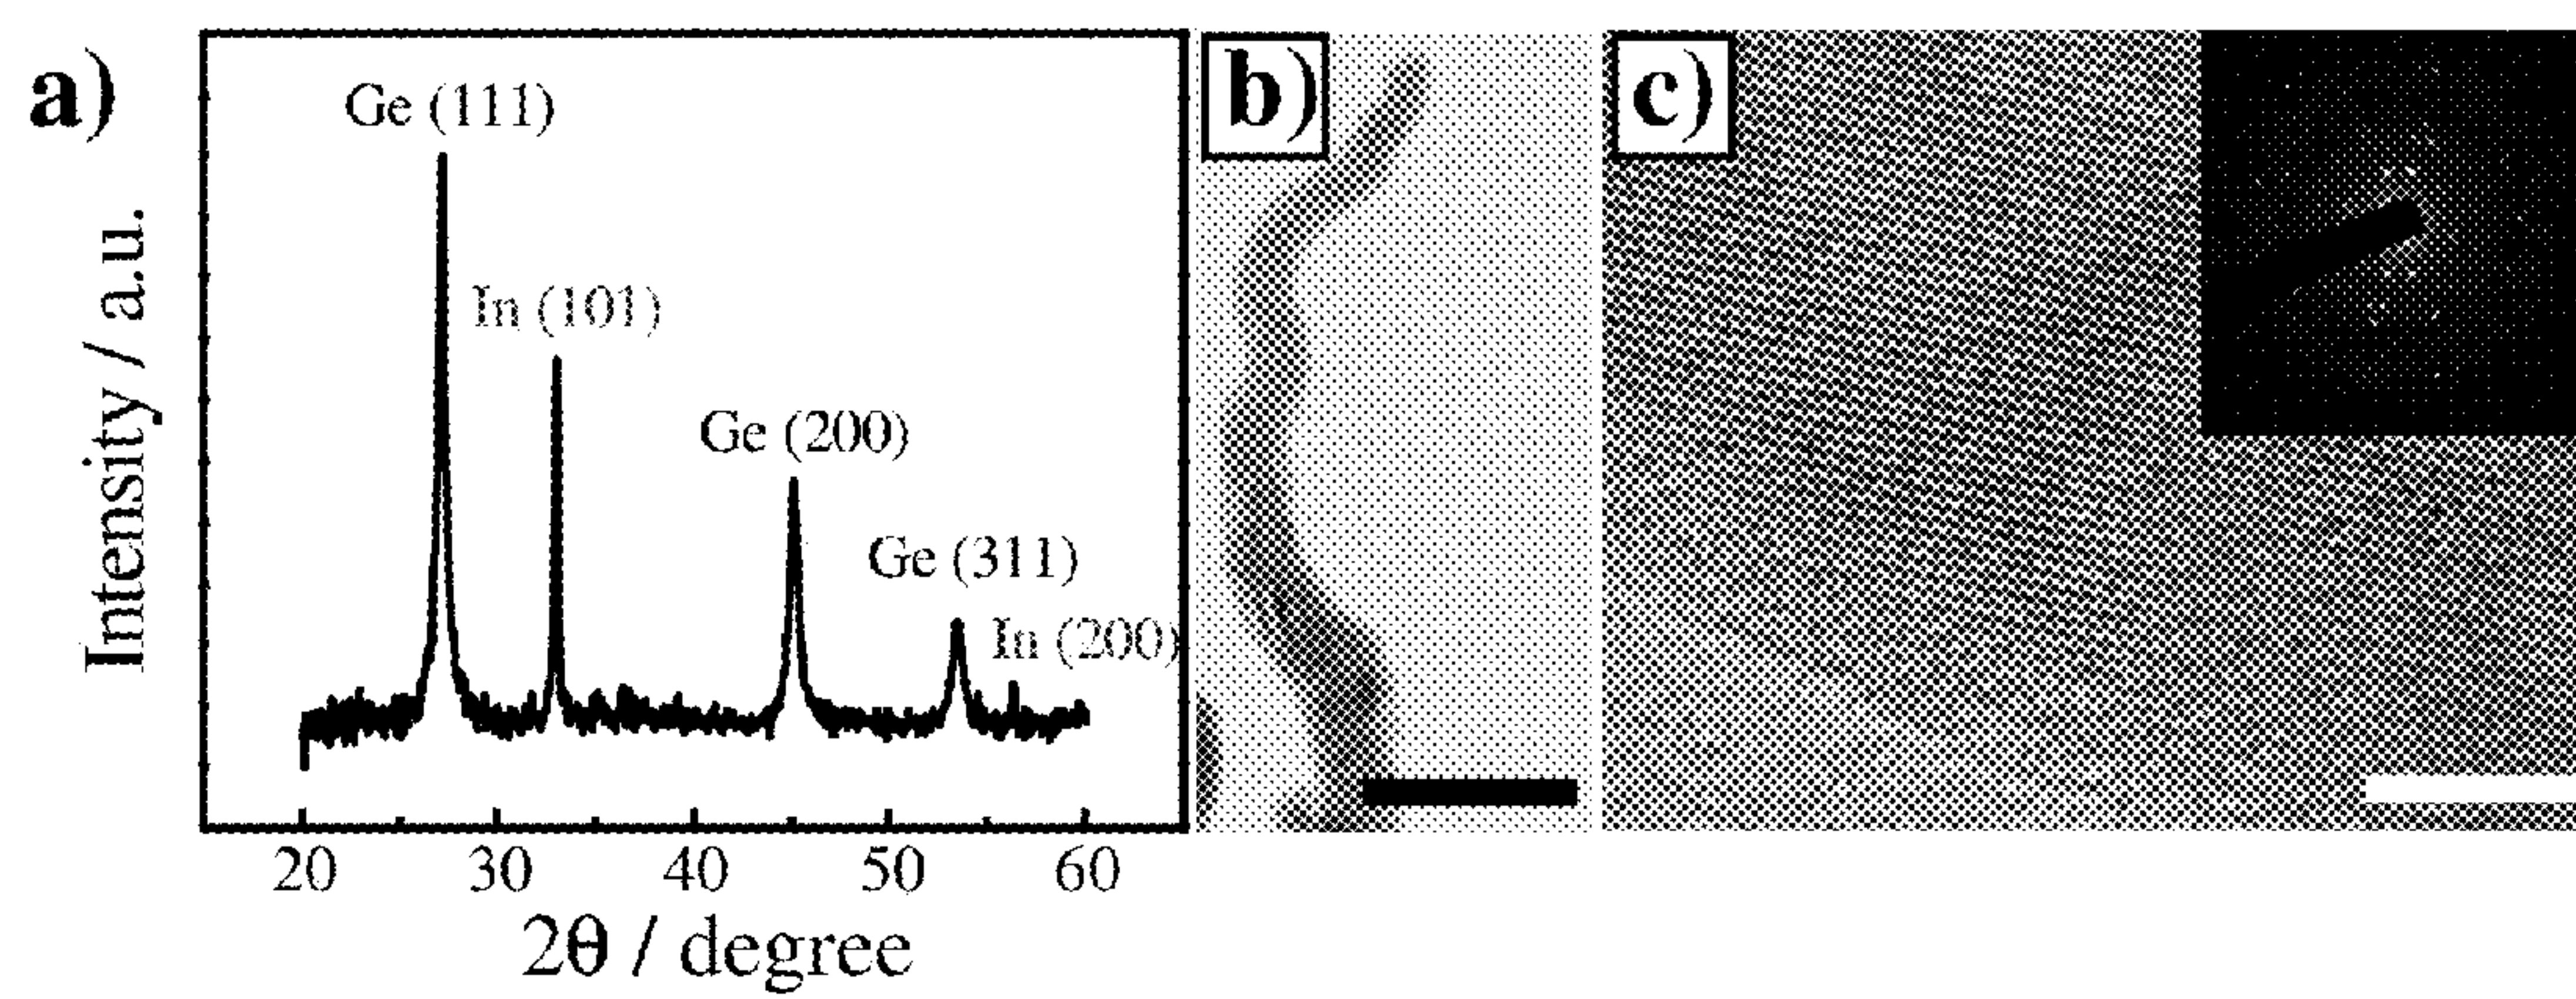 a)
b)
c)
Ge (111)
In (101)
Ge (200)
Ge (311)
In (200)
Intensity / a.u.
20 30 40 50 60
2θ / degree